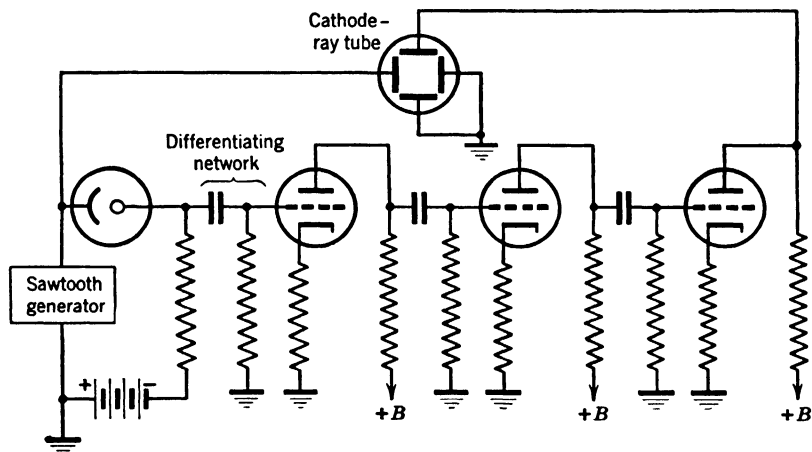 Cathode-
ray tube
Differentiating
network
Sawtooth
generator
+ -
+B
+B
+B